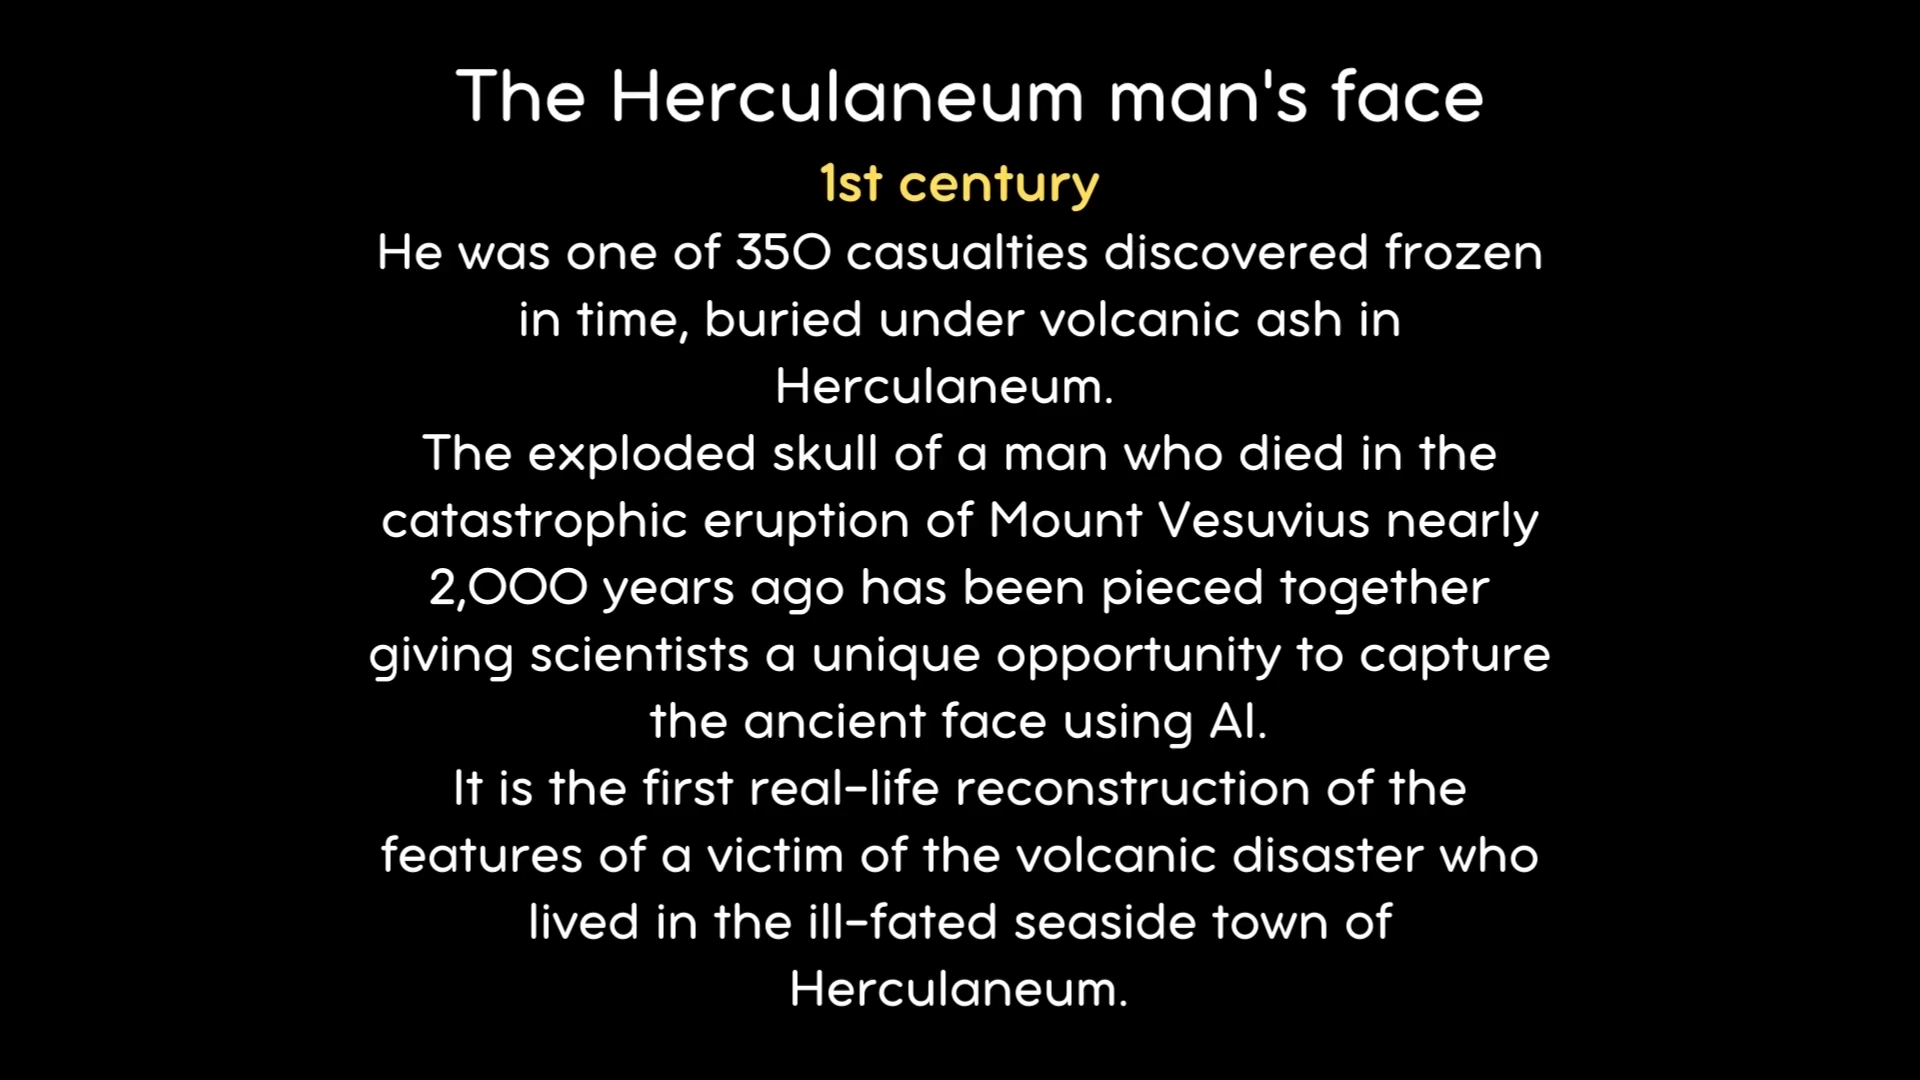 The Herculaneum man's face
1st century
He was one of 350 casualties discovered frozen
in time, buried under volcanic ash in
Herculaneum.
The exploded skull of a man who died in the
catastrophic eruption of Mount Vesuvius nearly
2,000 years ago has been pieced together
giving scientists a unique opportunity to capture
the ancient face using AI.
It is the first real-life reconstruction of the
features of a victim of the volcanic disaster who
lived in the ill-fated seaside town of
Herculaneum.